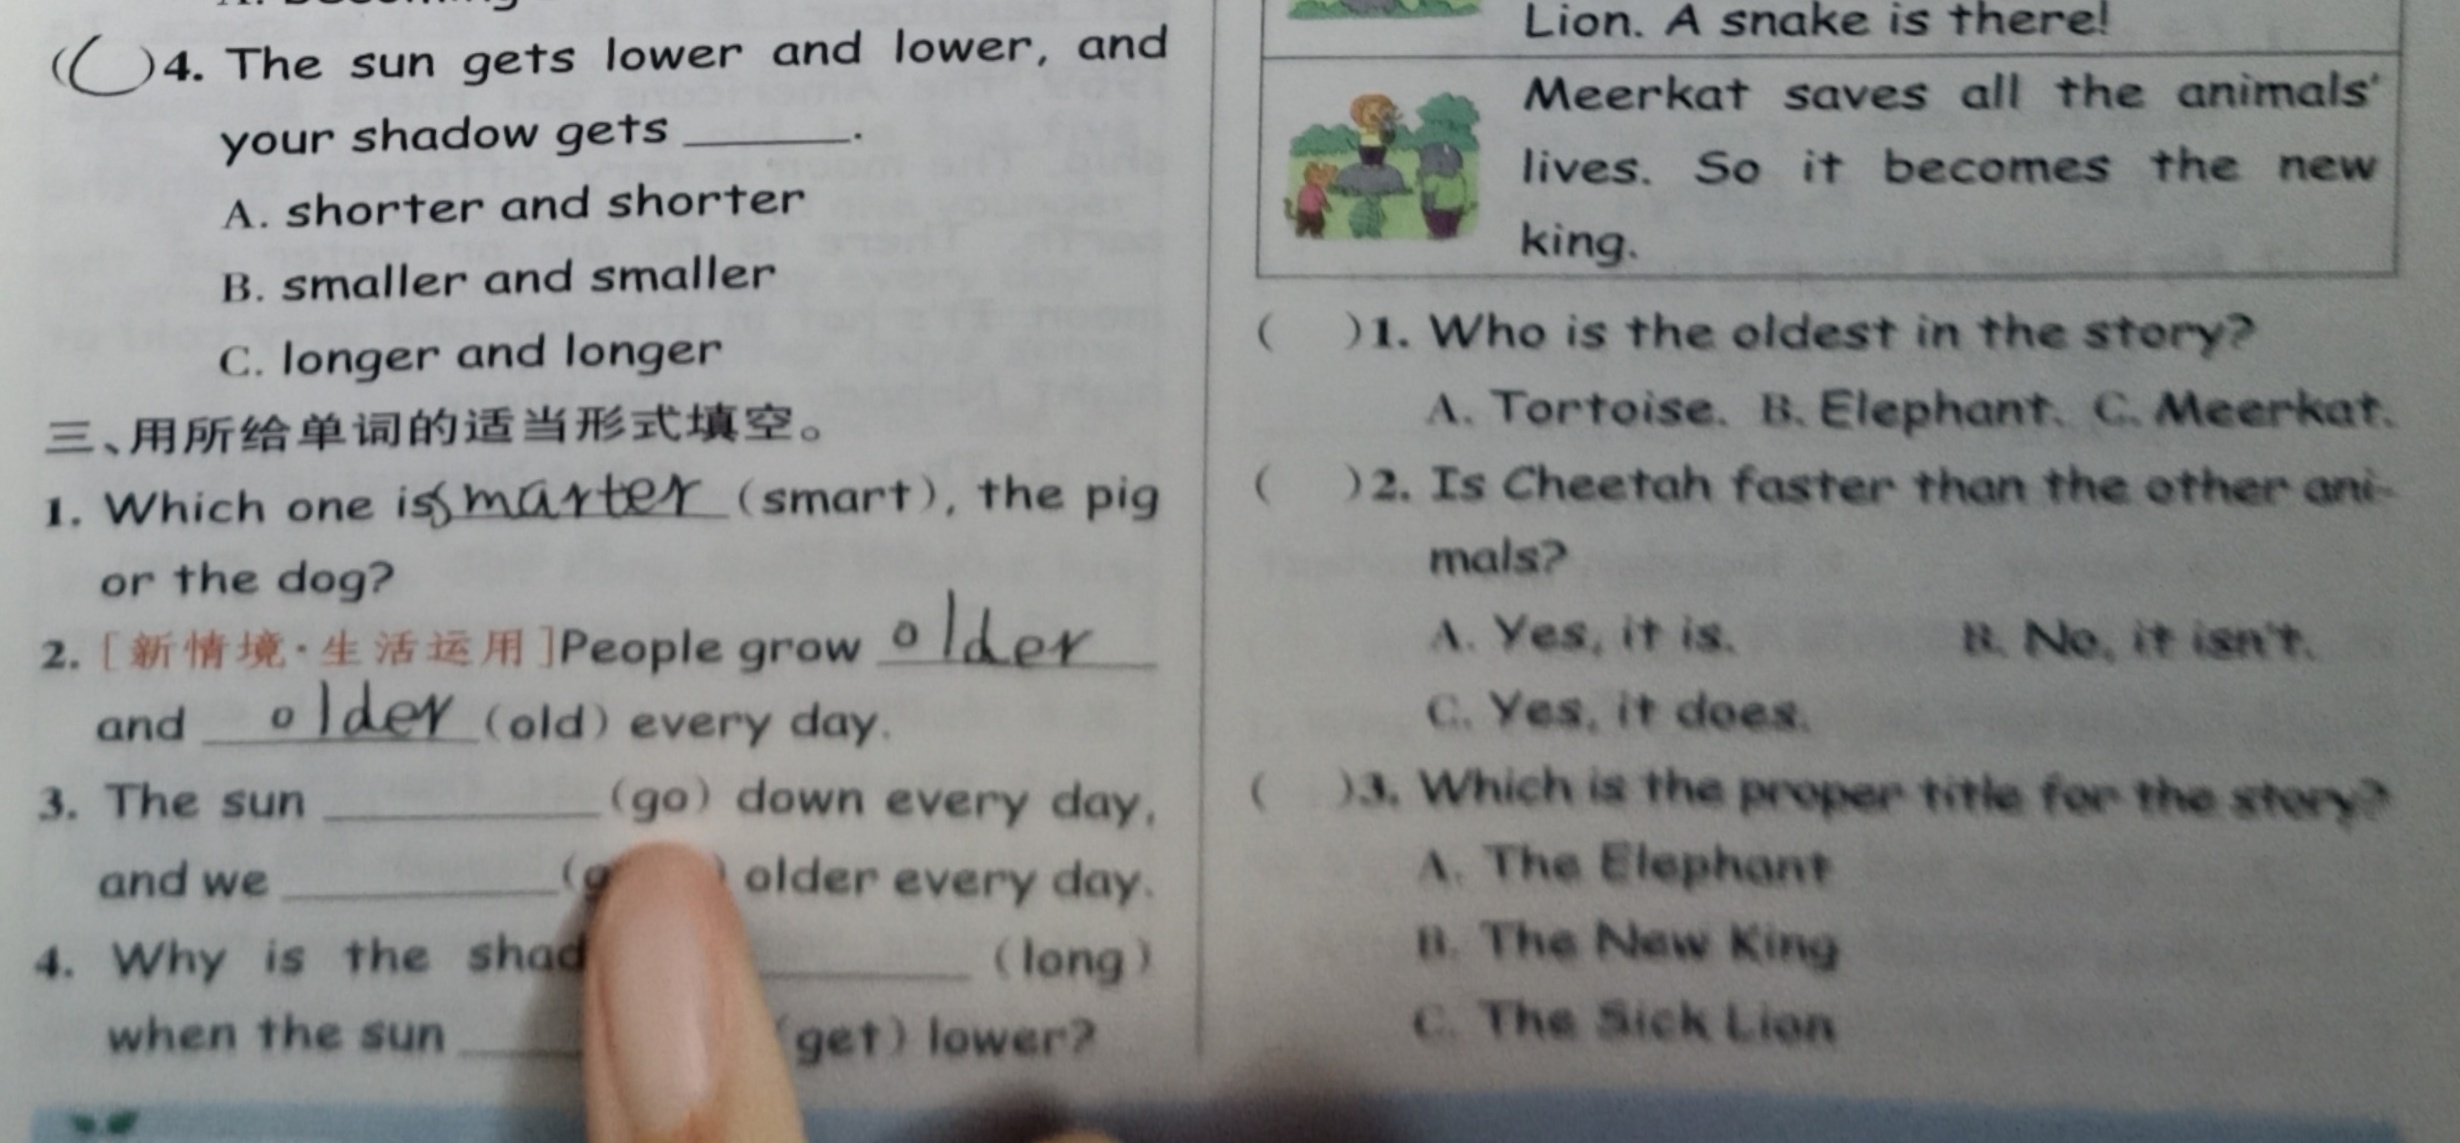 (C)4. The sun gets lower and lower, and
your shadow gets ______.
A. shorter and shorter
B. smaller and smaller
C. longer and longer
三、用所给单词的适当形式填空。
1. Which one is smarter (smart), the pig
or the dog?
2. [新情境·生活运用]People grow older
and older (old) every day.
3. The sun ______ (go) down every day,
and we ______ older every day.
4. Why is the ______ (long)
when the sun ______ (get) lower?
Lion. A snake is there!
Meerkat saves all the animals'
lives. So it becomes the new
king.
( )1. Who is the oldest in the story?
A. Tortoise. B. Elephant. C. Meerkat.
( )2. Is Cheetah faster than the other ani-
mals?
A. Yes, it is. B. No, it isn't.
C. Yes, it does.
( )3. Which is the proper title for the story?
A. The Elephant
B. The New King
C. The Sick Lion